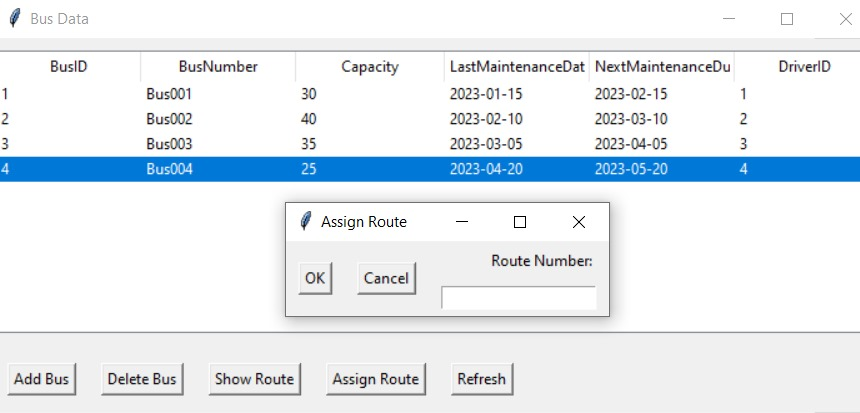 Bus Data
BusID BusNumber Capacity LastMaintenanceDat NextMaintenanceDu DriverID
1 Bus001 30 2023-01-15 2023-02-15 1
2 Bus002 40 2023-02-10 2023-03-10 2
3 Bus003 35 2023-03-05 2023-04-05 3
4 Bus004 25 2023-04-20 2023-05-20 4
Assign Route
Route Number:
OK Cancel
Add Bus Delete Bus Show Route Assign Route Refresh